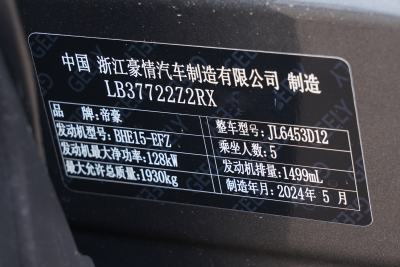 中国 浙江豪情汽车制造有限公司 制造
LB37722Z2RX
品牌:帝豪 整车型号:JL6453D12
发动机型号:BHE15-EFZ 乘坐人数:5
发动机最大净功率:128kW 发动机排量:1499mL
最大允许总质量:1930kg 制造年月:2024年 5月